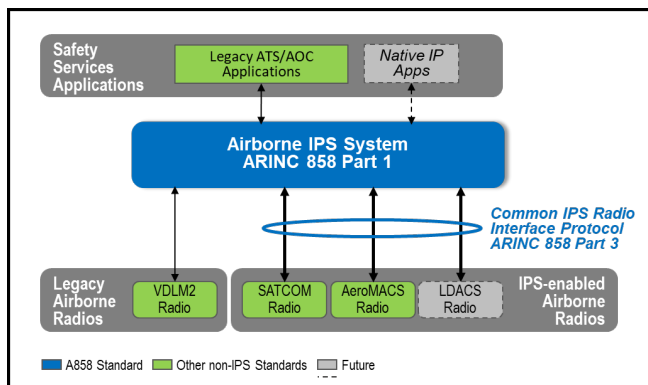 Safety
Services
Applications
Legacy ATS/AOC
Applications
Native IP
Apps
Airborne IPS System
ARINC 858 Part 1
Common IPS Radio
Interface Protocol
ARINC 858 Part 3
Legacy
Airborne
Radios
VDLM2
Radio
SATCOM
Radio
AeroMACS
Radio
LDACS
Radio
IPS-enabled
Airborne
Radios
A858 Standard
Other non-IPS Standards
Future